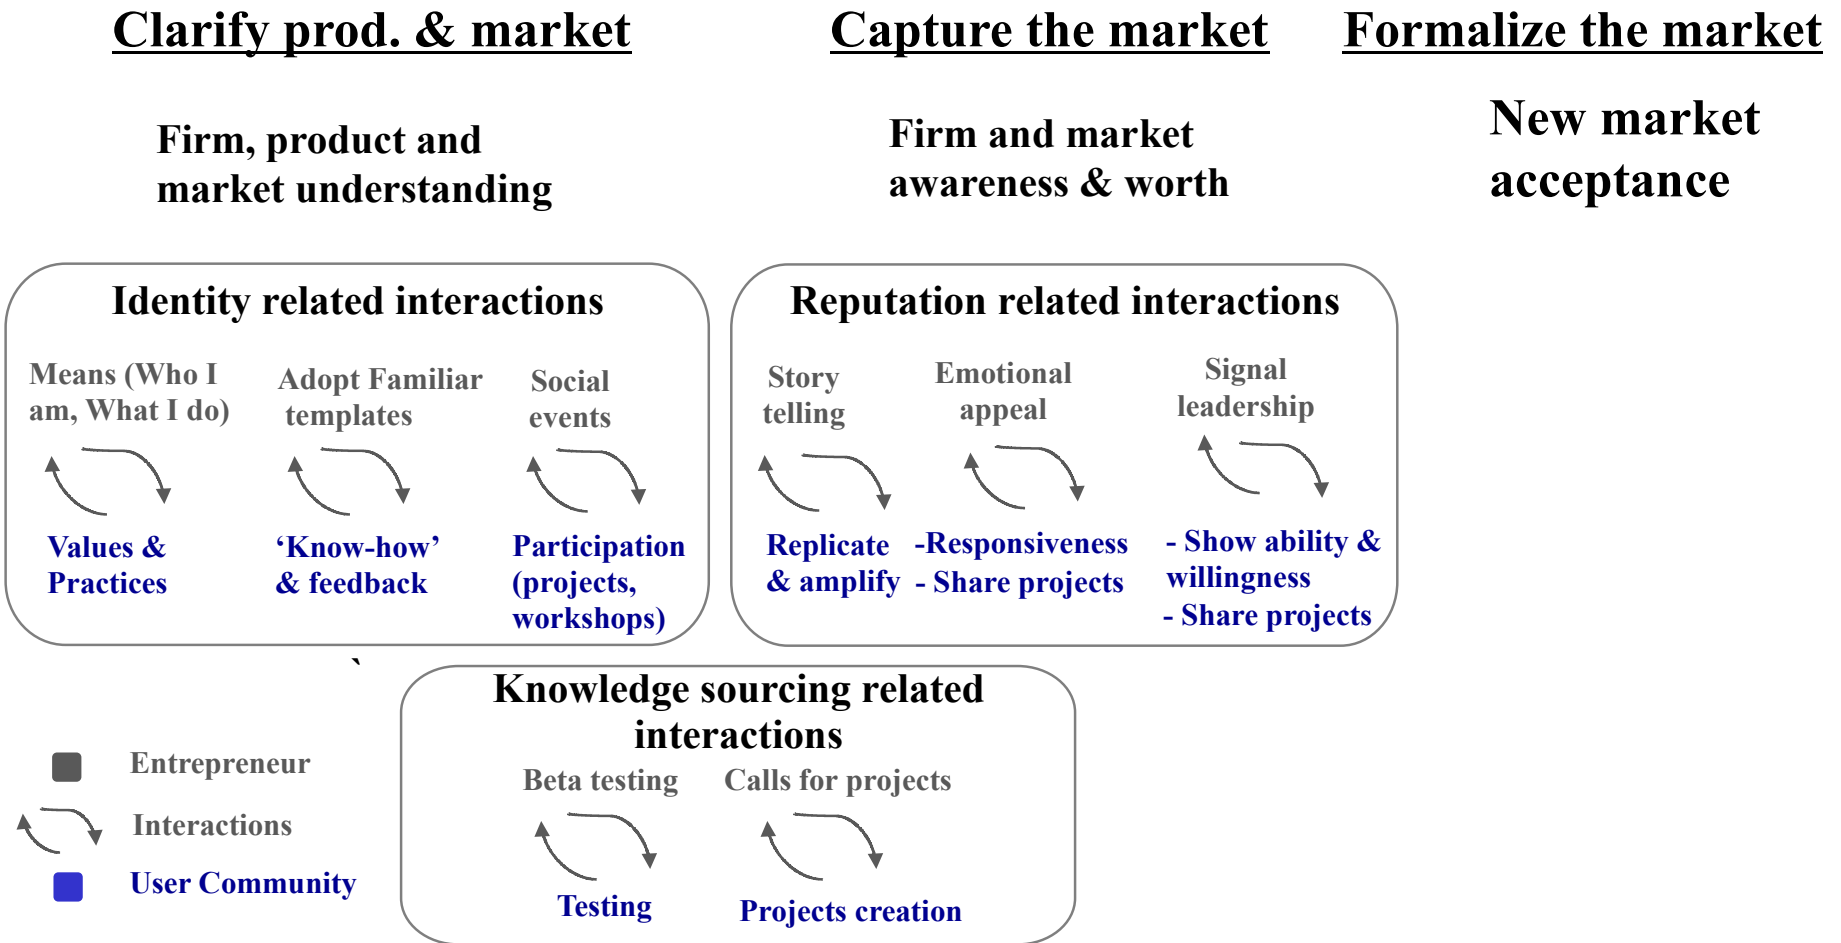 Clarify prod. & market
Capture the market
Formalize the market
Firm, product and
market understanding
Firm and market
awareness & worth
New market
acceptance
Identity related interactions
Means (Who I
am, What I do)
Adopt Familiar
templates
Social
events
Values &
Practices
‘Know-how’
& feedback
Participation
(projects,
workshops)
Reputation related interactions
Story
telling
Emotional
appeal
Signal
leadership
Replicate
& amplify
-Responsiveness
- Share projects
- Show ability &
willingness
- Share projects
`
Knowledge sourcing related
interactions
Beta testing
Calls for projects
Testing
Projects creation
Entrepreneur
Interactions
User Community